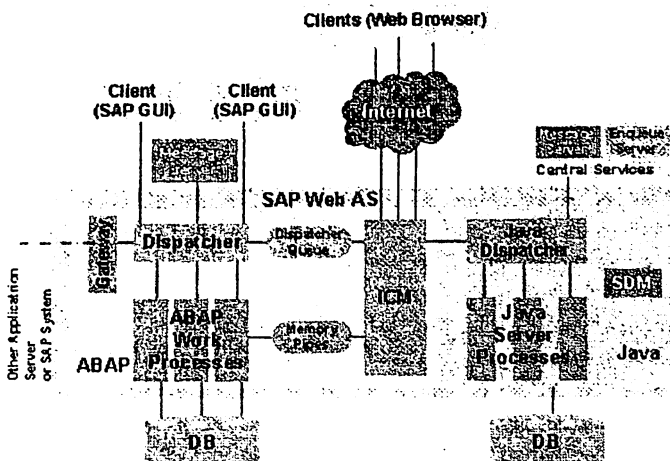 Clients (Web Browser)
Client
(SAP GUI)
Client
(SAP GUI)
Internet
Enqueue
Server
Central Services
SAP Web AS
Gateway
Dispatcher
Dispatcher
Queue
Java
Dispatcher
ICM
SDM
ABAP
Work
Processes
Memory
Pipes
Java
Server
Processes
ABAP
Java
Other Application
Server
or SAP System
DB
DB